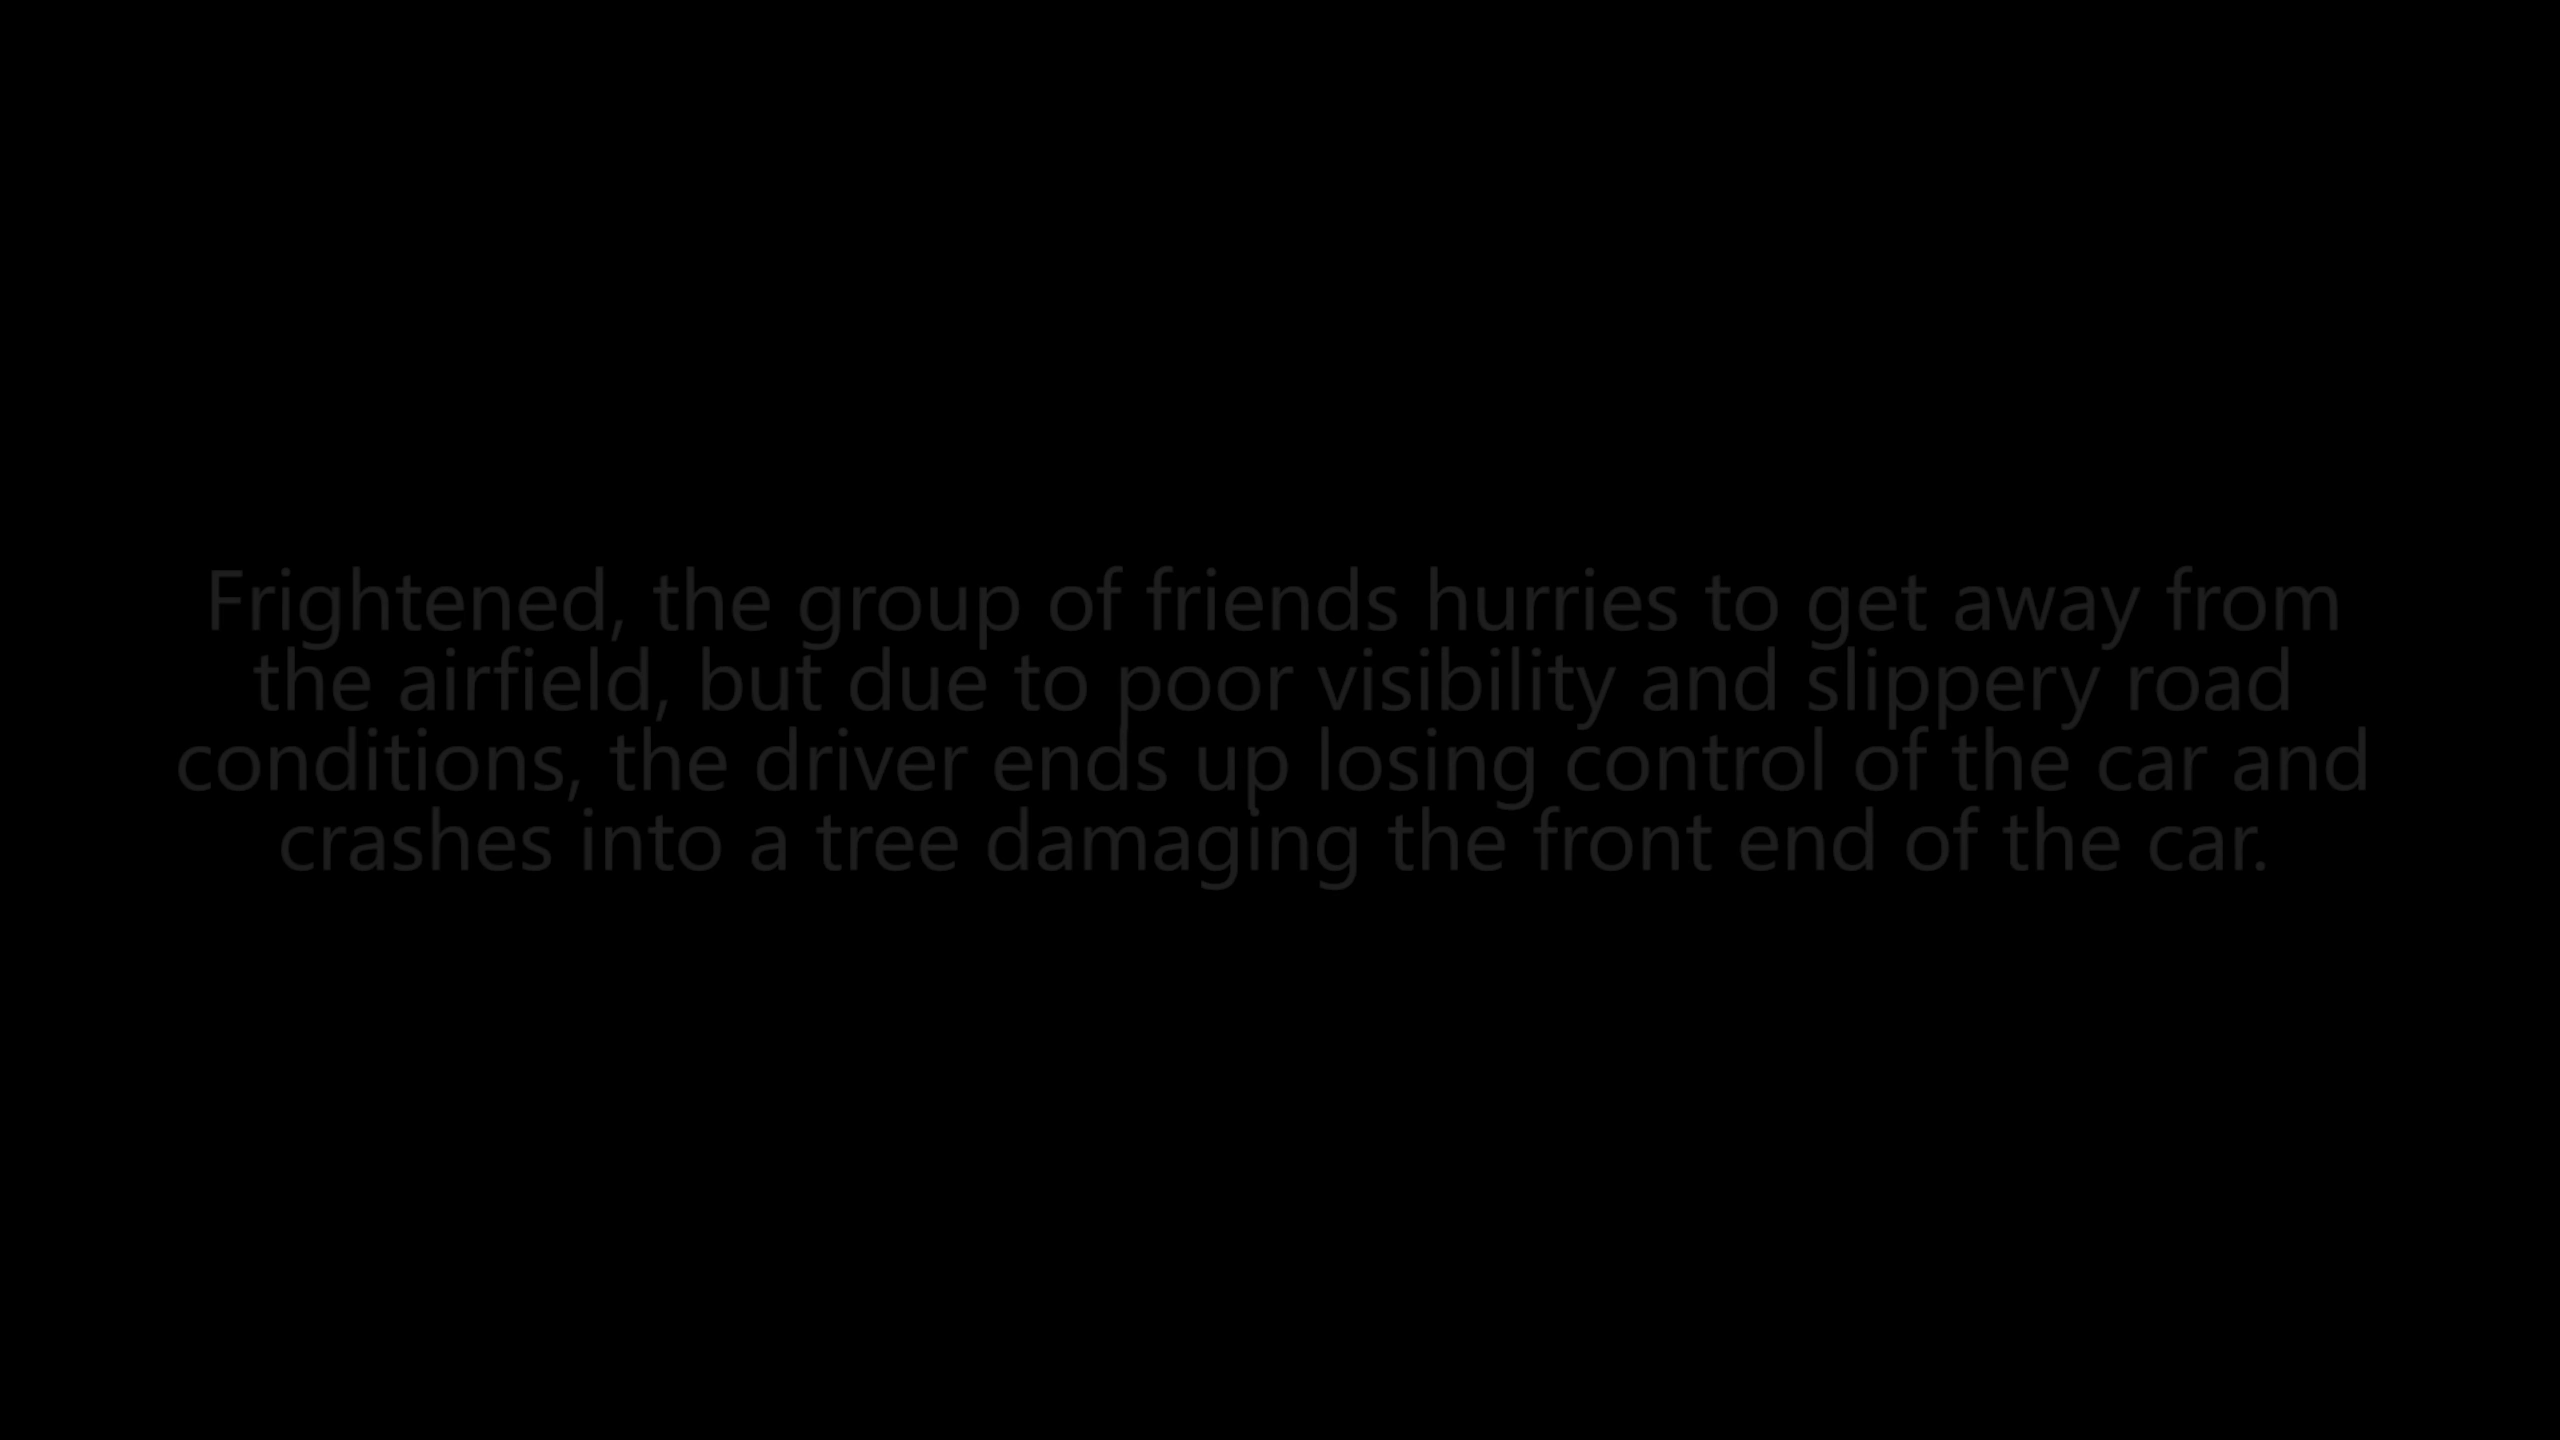 Frightened, the group of friends hurries to get away from
the airfield, but due to poor visibility and slippery road
conditions, the driver ends up losing control of the car and
crashes into a tree damaging the front end of the car.